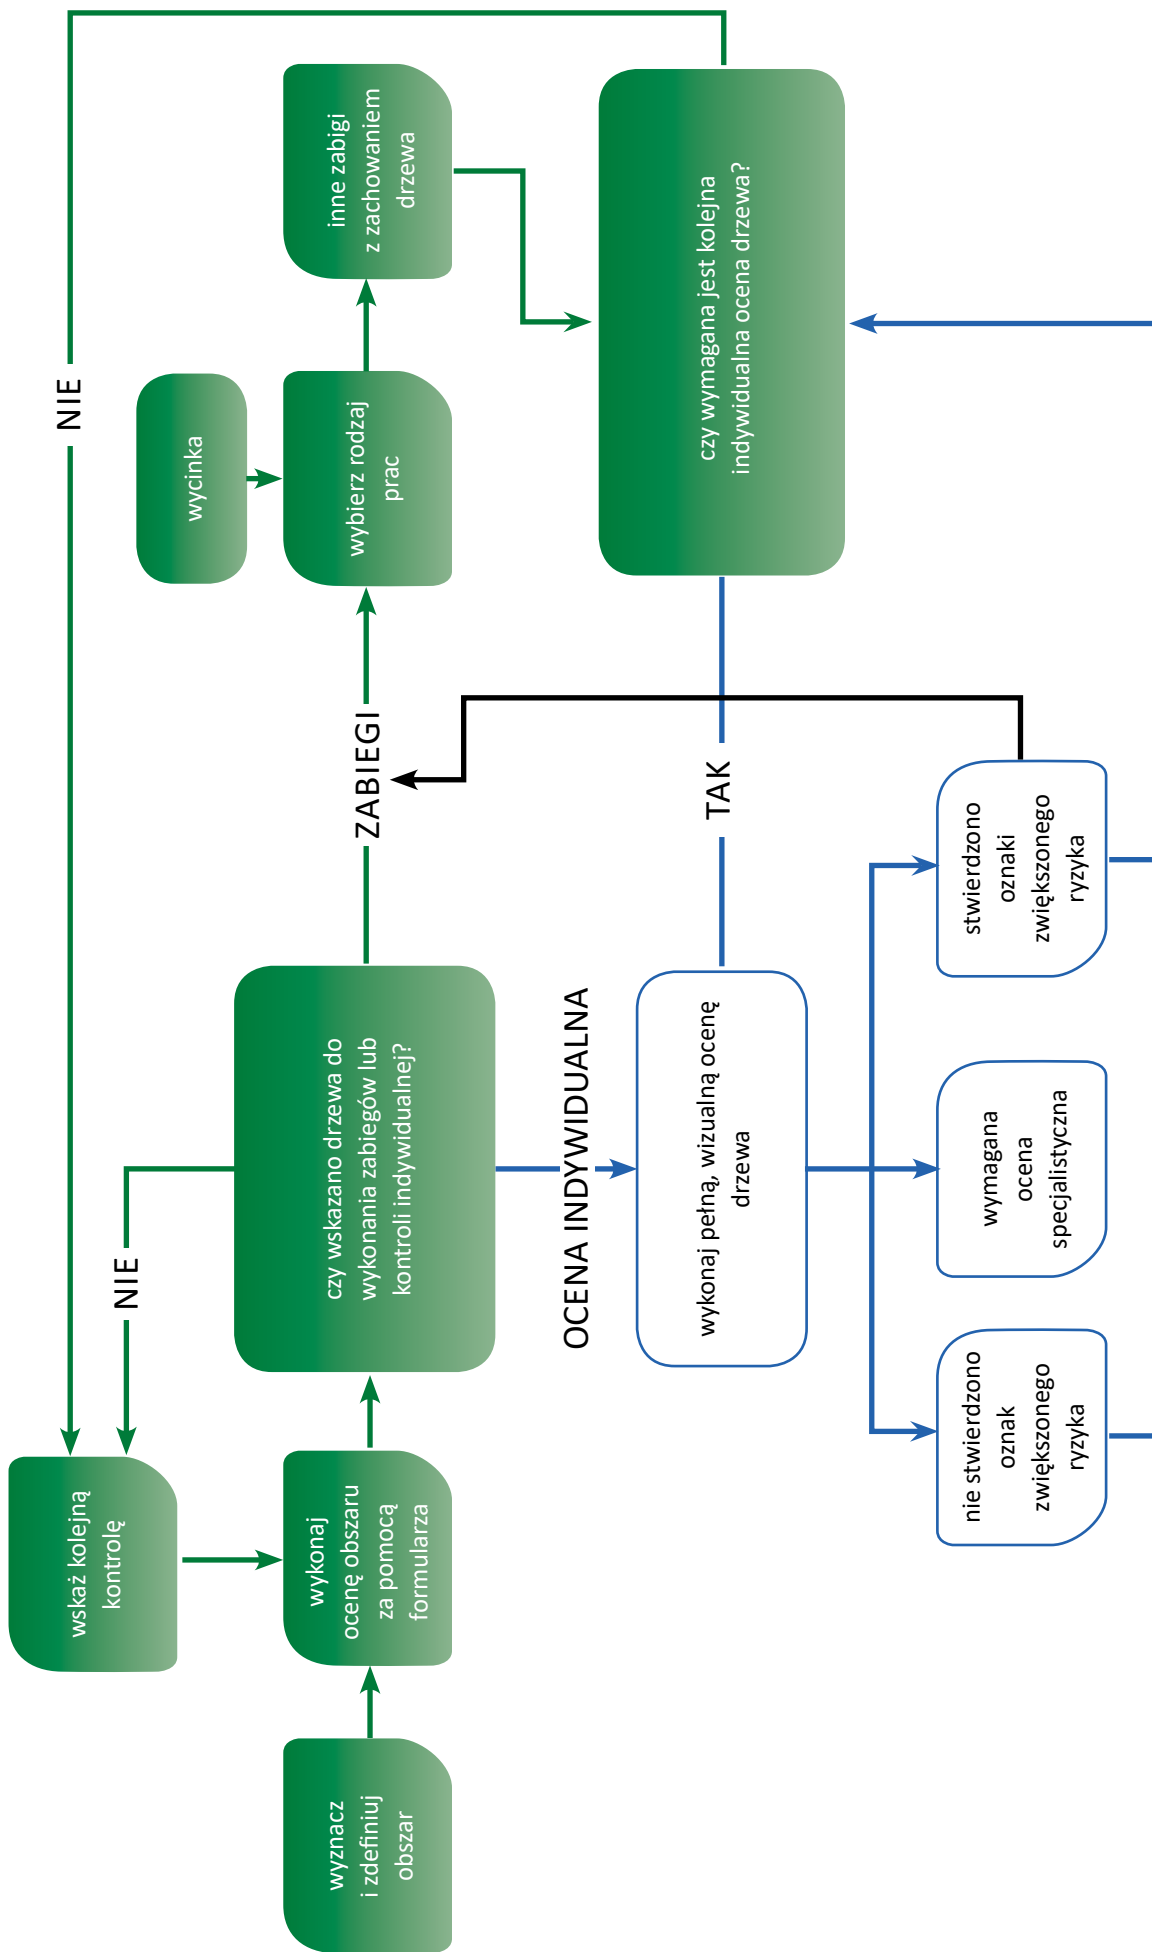 wyznacz
i zdefiniuj
obszar
wskaż kolejną
kontrolę
wykonaj
ocenę obszaru
za pomocą
formularza
NIE
NIE
czy wskazano drzewa do
wykonania zabiegów lub
kontroli indywidualnej?
ZABIEGI
wycinka
wybierz rodzaj
prac
inne zabigi
z zachowaniem
drzewa
OCENA INDYWIDUALNA
wykonaj pełną, wizualną ocenę
drzewa
TAK
czy wymagana jest kolejna
indywidualna ocena drzewa?
nie stwierdzono
oznak
zwiększonego
ryzyka
wymagana
ocena
specjalistyczna
stwierdzono
oznaki
zwiększonego
ryzyka